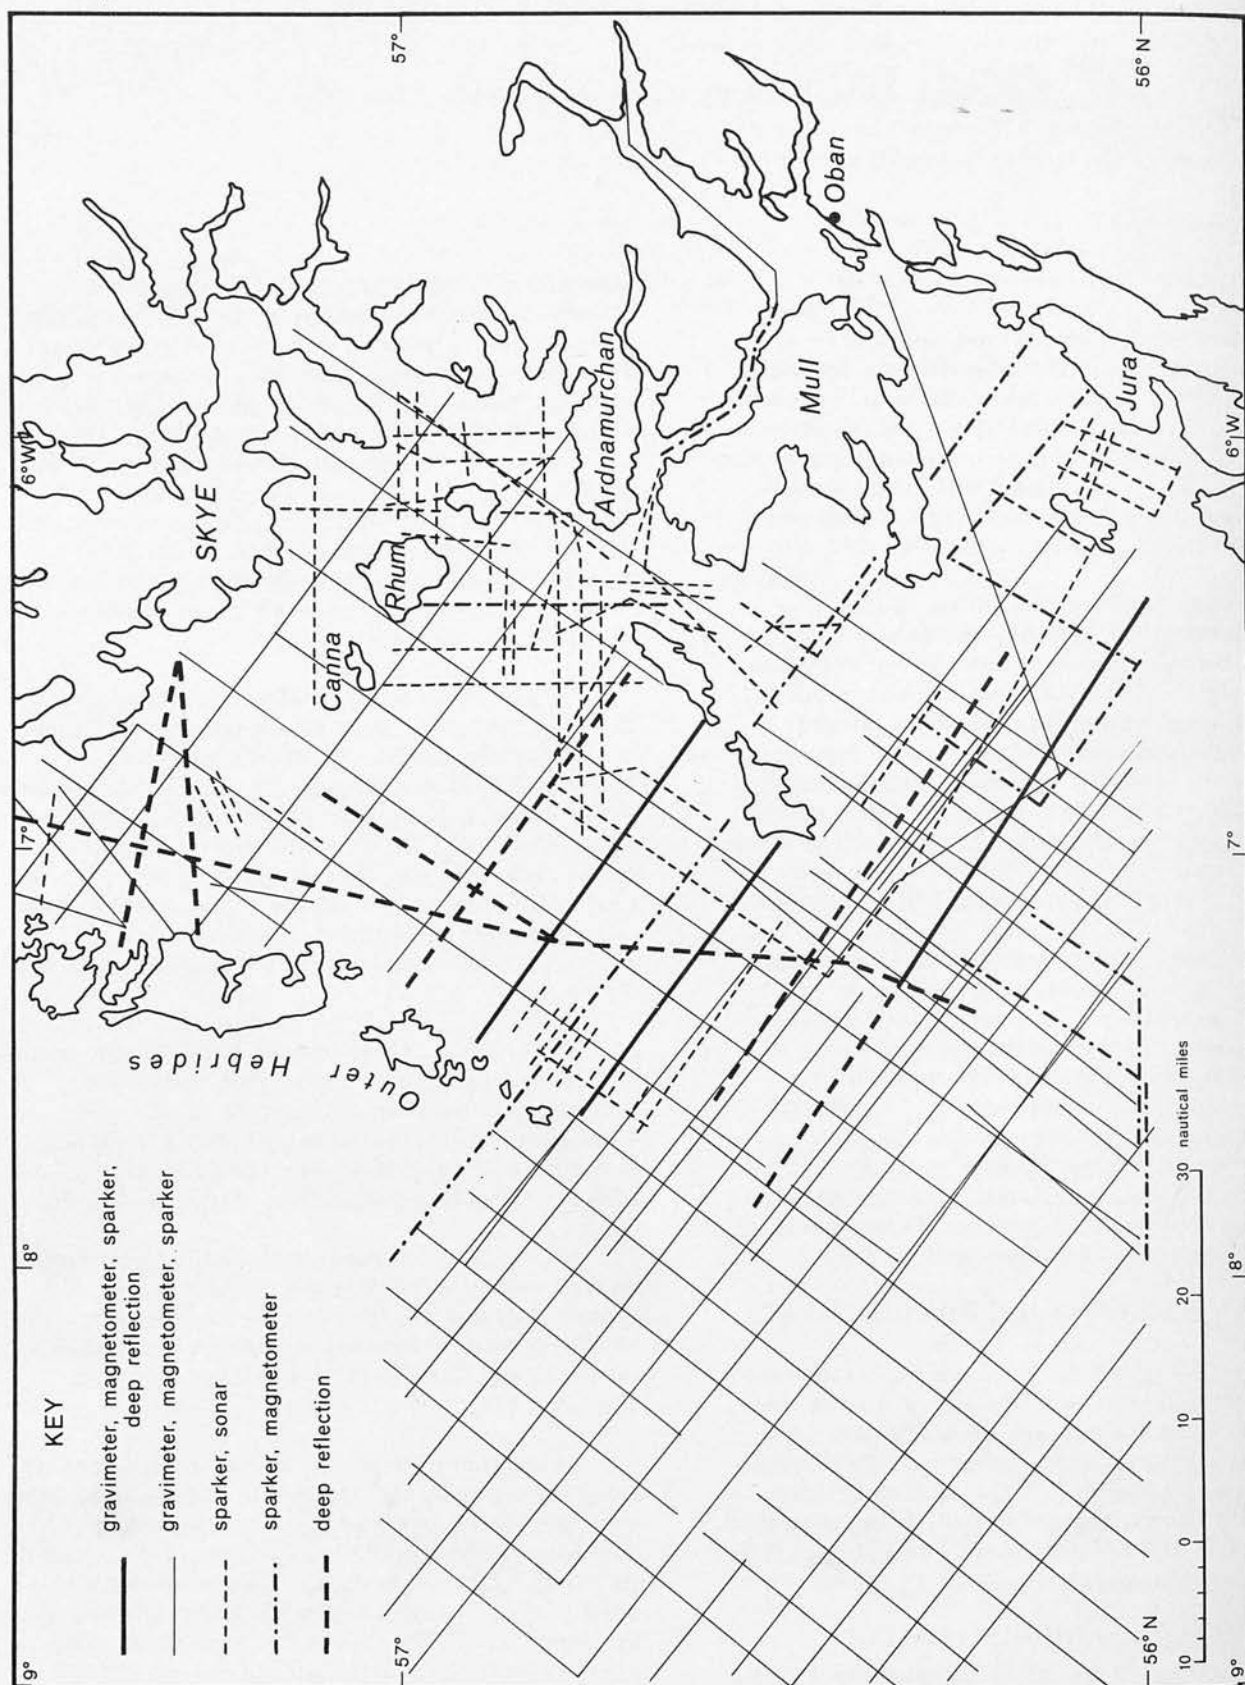 KEY
gravimeter, magnetometer, sparker,
deep reflection
gravimeter, magnetometer, sparker
sparker, sonar
sparker, magnetometer
deep reflection
9°
8°
7°
6°W
57°
57°
56° N
56° N
9°
8°
7°
6°W
SKYE
Canna
Rhum
Ardnamurchan
Mull
Oban
Jura
Outer Hebrides
10 0 10 20 30 nautical miles